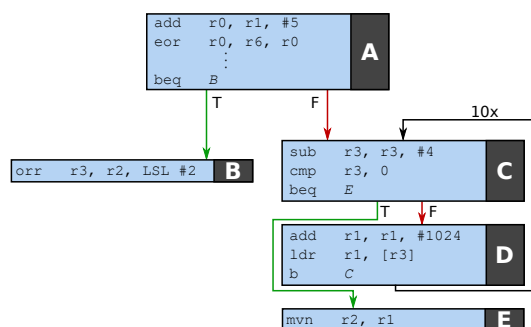 add r0, r1, #5
eor r0, r6, r0
⋮
beq B
A
T
F
10x
orr r3, r2, LSL #2
B
sub r3, r3, #4
cmp r3, 0
beq E
C
T
F
add r1, r1, #1024
ldr r1, [r3]
b C
D
mvn r2, r1
E